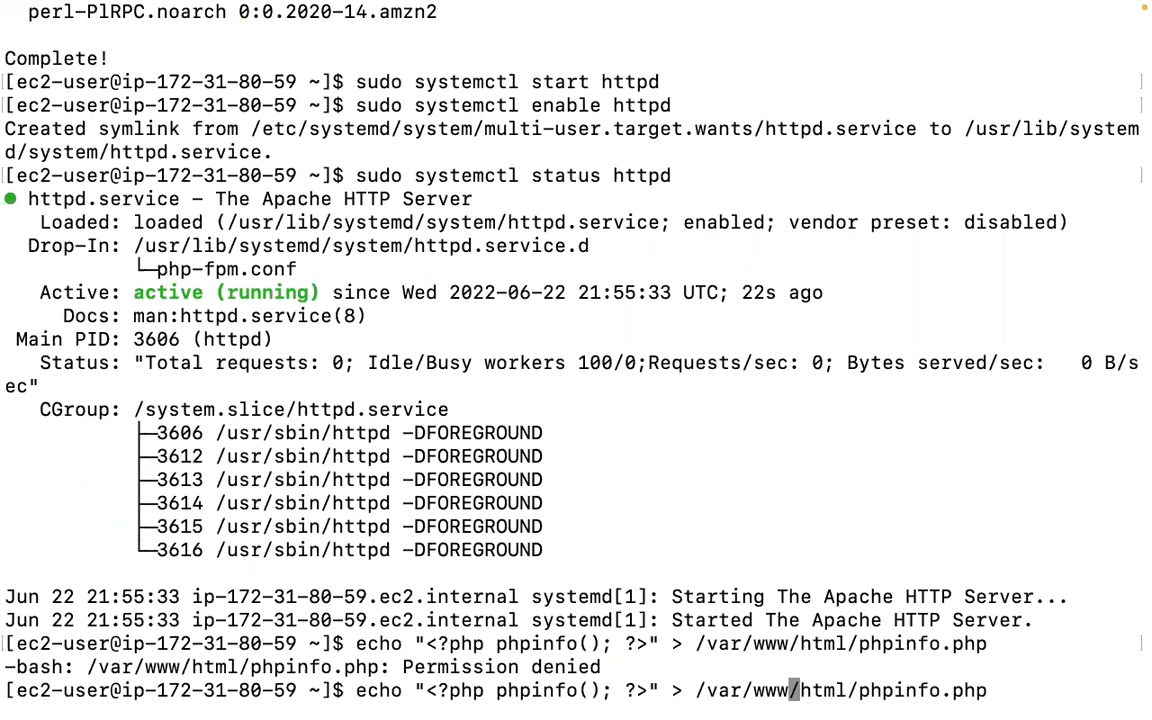 perl-PlRPC.noarch 0:0.2020-14.amzn2
Complete!
[ec2-user@ip-172-31-80-59 ~]$ sudo systemctl start httpd
[ec2-user@ip-172-31-80-59 ~]$ sudo systemctl enable httpd
Created symlink from /etc/systemd/system/multi-user.target.wants/httpd.service to /usr/lib/system
d/system/httpd.service.
[ec2-user@ip-172-31-80-59 ~]$ sudo systemctl status httpd
● httpd.service - The Apache HTTP Server
Loaded: loaded (/usr/lib/systemd/system/httpd.service; enabled; vendor preset: disabled)
Drop-In: /usr/lib/systemd/system/httpd.service.d
└─php-fpm.conf
Active: active (running) since Wed 2022-06-22 21:55:33 UTC; 22s ago
Docs: man:httpd.service(8)
Main PID: 3606 (httpd)
Status: "Total requests: 0; Idle/Busy workers 100/0;Requests/sec: 0; Bytes served/sec:   0 B/s
ec"
CGroup: /system.slice/httpd.service
├─3606 /usr/sbin/httpd -DFOREGROUND
├─3612 /usr/sbin/httpd -DFOREGROUND
├─3613 /usr/sbin/httpd -DFOREGROUND
├─3614 /usr/sbin/httpd -DFOREGROUND
├─3615 /usr/sbin/httpd -DFOREGROUND
└─3616 /usr/sbin/httpd -DFOREGROUND
Jun 22 21:55:33 ip-172-31-80-59.ec2.internal systemd[1]: Starting The Apache HTTP Server...
Jun 22 21:55:33 ip-172-31-80-59.ec2.internal systemd[1]: Started The Apache HTTP Server.
[ec2-user@ip-172-31-80-59 ~]$ echo "<?php phpinfo(); ?>" > /var/www/html/phpinfo.php
-bash: /var/www/html/phpinfo.php: Permission denied
[ec2-user@ip-172-31-80-59 ~]$ echo "<?php phpinfo(); ?>" > /var/www/html/phpinfo.php